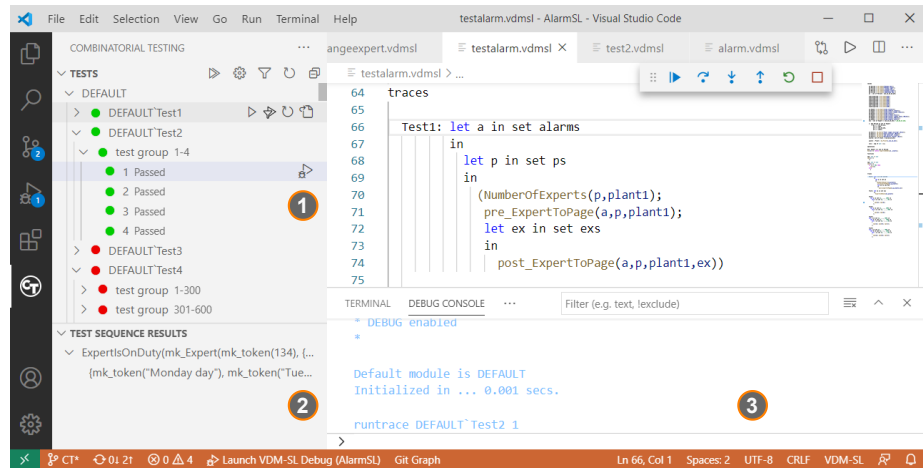 File Edit Selection View Go Run Terminal Help testalarm.vdmsl - AlarmSL - Visual Studio Code
COMBINATORIAL TESTING
angeexpert.vdmsl testalarm.vdmsl test2.vdmsl alarm.vdmsl
TESTS
testalarm.vdmsl > ...
DEFAULT
DEFAULT`Test1
DEFAULT`Test2
test group 1-4
1 Passed
2 Passed
3 Passed
4 Passed
DEFAULT`Test3
DEFAULT`Test4
test group 1-300
test group 301-600
1
2
1
64 traces
65
66 Test1: let a in set alarms
67 in
68 let p in set ps
69 in
70 (NumberOfExperts(p,plant1);
71 pre_ExpertToPage(a,p,plant1);
72 let ex in set exs
73 in
74 post_ExpertToPage(a,p,plant1,ex))
75
TEST SEQUENCE RESULTS
ExpertIsOnDuty(mk_Expert(mk_token(134), {...
{mk_token("Monday day"), mk_token("Tue...
2
TERMINAL DEBUG CONSOLE ... Filter (e.g. text, !exclude)
* DEBUG enabled
*
Default module is DEFAULT
Initialized in ... 0.001 secs.
3
runtrace DEFAULT`Test2 1
>
CT* 0↓ 2↑ 0 4 Launch VDM-SL Debug (AlarmSL) Git Graph Ln 66, Col 1 Spaces: 2 UTF-8 CRLF VDM-SL